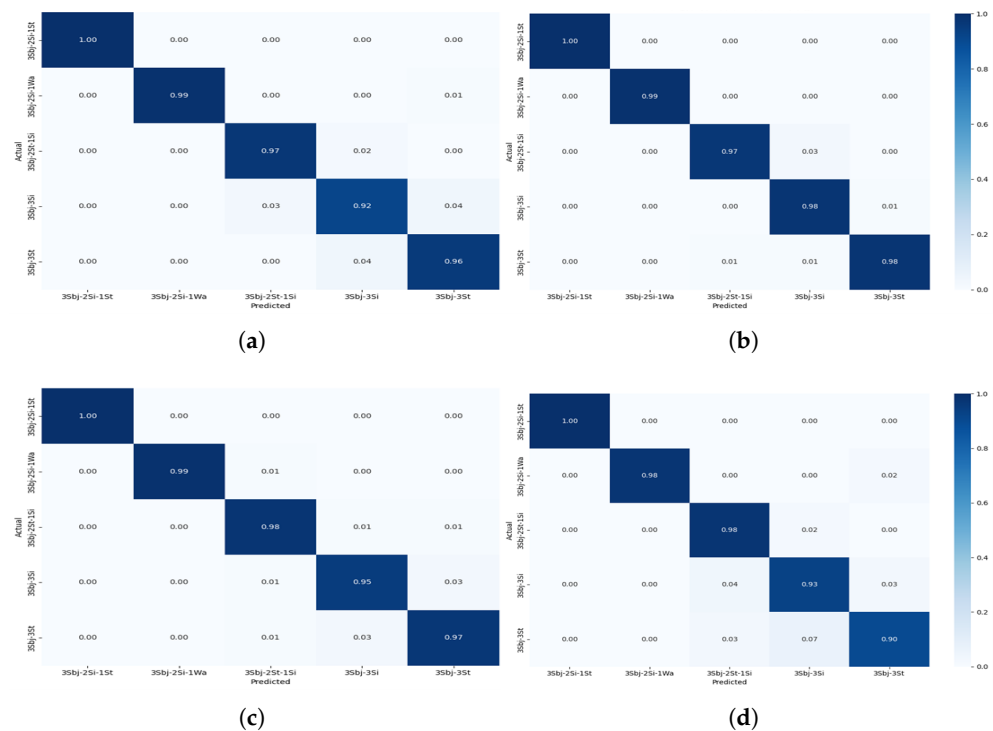 3Sbj-2Si-1St 1.00 0.00 0.00 0.00 0.00
3Sbj-2Si-1Wa 0.00 0.99 0.00 0.00 0.01
Actual
3Sbj-2St-1Si 0.00 0.00 0.97 0.02 0.00
3Sbj-3Si 0.00 0.00 0.03 0.92 0.04
3Sbj-3St 0.00 0.00 0.00 0.04 0.96
3Sbj-2Si-1St 3Sbj-2Si-1Wa 3Sbj-2St-1Si 3Sbj-3Si 3Sbj-3St
Predicted
(a)
3Sbj-2Si-1St 1.00 0.00 0.00 0.00 0.00
3Sbj-2Si-1Wa 0.00 0.99 0.00 0.00 0.00
Actual
3Sbj-2St-1Si 0.00 0.00 0.97 0.03 0.00
3Sbj-3Si 0.00 0.00 0.00 0.98 0.01
3Sbj-3St 0.00 0.00 0.01 0.01 0.98
3Sbj-2Si-1St 3Sbj-2Si-1Wa 3Sbj-2St-1Si 3Sbj-3Si 3Sbj-3St
Predicted
1.0
0.8
0.6
0.4
0.2
0.0
(b)
3Sbj-2Si-1St 1.00 0.00 0.00 0.00 0.00
3Sbj-2Si-1Wa 0.00 0.99 0.01 0.00 0.00
Actual
3Sbj-2St-1Si 0.00 0.00 0.98 0.01 0.01
3Sbj-3Si 0.00 0.00 0.01 0.95 0.03
3Sbj-3St 0.00 0.00 0.01 0.03 0.97
3Sbj-2Si-1St 3Sbj-2Si-1Wa 3Sbj-2St-1Si 3Sbj-3Si 3Sbj-3St
Predicted
(c)
3Sbj-2Si-1St 1.00 0.00 0.00 0.00 0.00
3Sbj-2Si-1Wa 0.00 0.98 0.00 0.00 0.02
Actual
3Sbj-2St-1Si 0.00 0.00 0.98 0.02 0.00
3Sbj-3Si 0.00 0.00 0.04 0.93 0.03
3Sbj-3St 0.00 0.00 0.03 0.07 0.90
3Sbj-2Si-1St 3Sbj-2Si-1Wa 3Sbj-2St-1Si 3Sbj-3Si 3Sbj-3St
Predicted
1.0
0.8
0.6
0.4
0.2
0.0
(d)